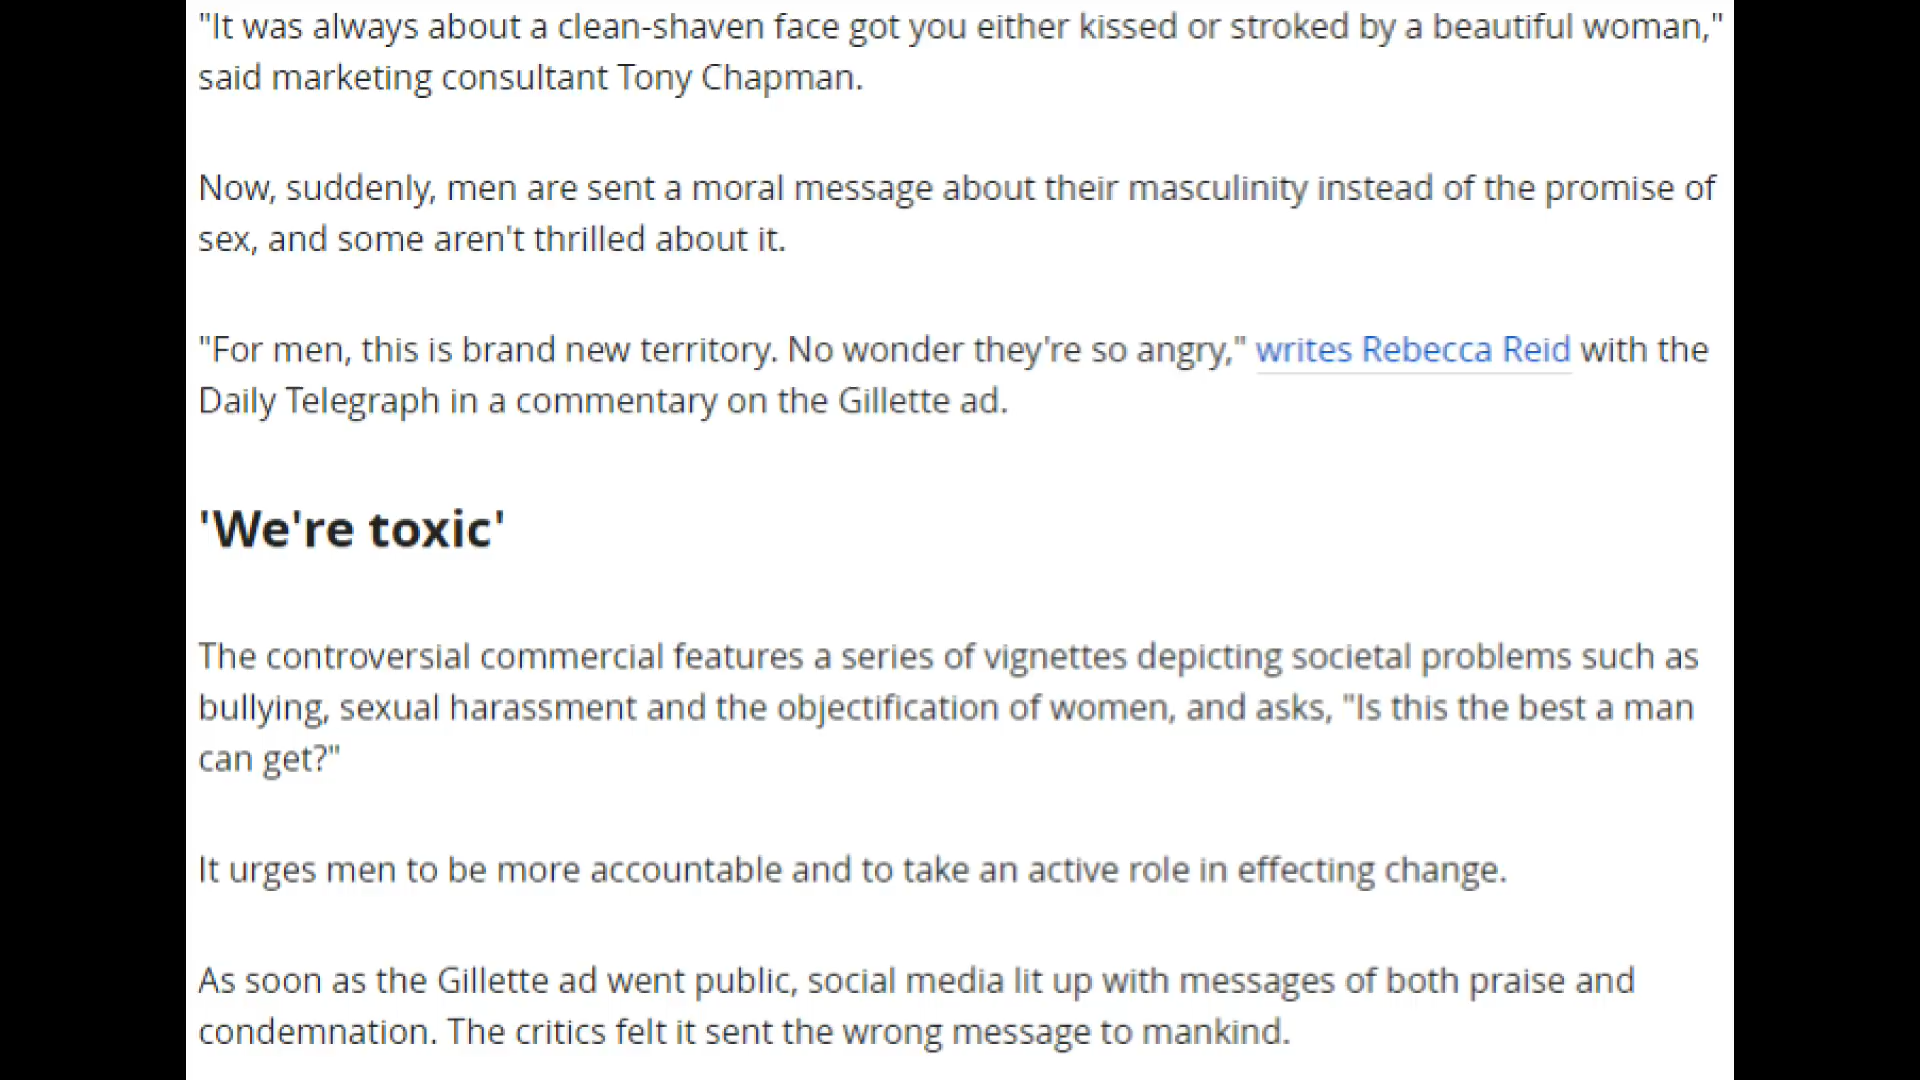 "It was always about a clean-shaven face got you either kissed or stroked by a beautiful woman,"
said marketing consultant Tony Chapman.
Now, suddenly, men are sent a moral message about their masculinity instead of the promise of
sex, and some aren't thrilled about it.
"For men, this is brand new territory. No wonder they're so angry," writes Rebecca Reid with the
Daily Telegraph in a commentary on the Gillette ad.
'We're toxic'
The controversial commercial features a series of vignettes depicting societal problems such as
bullying, sexual harassment and the objectification of women, and asks, "Is this the best a man
can get?"
It urges men to be more accountable and to take an active role in effecting change.
As soon as the Gillette ad went public, social media lit up with messages of both praise and
condemnation. The critics felt it sent the wrong message to mankind.